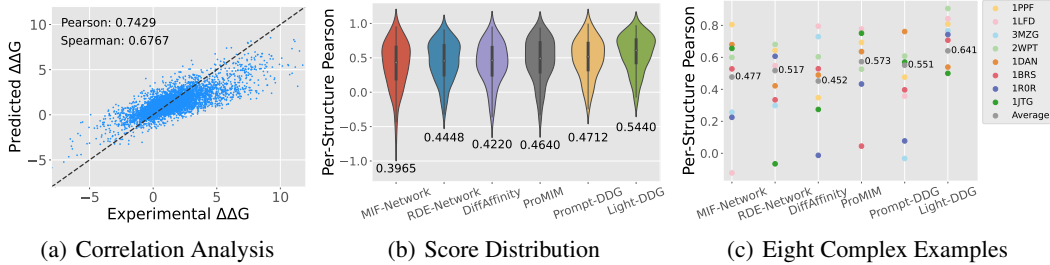 Pearson: 0.7429
Spearman: 0.6767
Predicted ΔΔG
10
5
0
−5
−5
0
5
10
Experimental ΔΔG
(a) Correlation Analysis
Per-Structure Pearson
1.0
0.5
0.0
−0.5
−1.0
0.3965
0.4448
0.4220
0.4640
0.4712
0.5440
MIF-Network
RDE-Network
DiffAffinity
ProMIM
Prompt-DDG
Light-DDG
(b) Score Distribution
Per-Structure Pearson
0.8
0.6
0.4
0.2
0.0
0.477
0.517
0.452
0.573
0.551
0.641
MIF-Network
RDE-Network
DiffAffinity
ProMIM
Prompt-DDG
Light-DDG
1PPF
1LFD
3MZG
2WPT
1DAN
1BRS
1R0R
1JTG
Average
(c) Eight Complex Examples